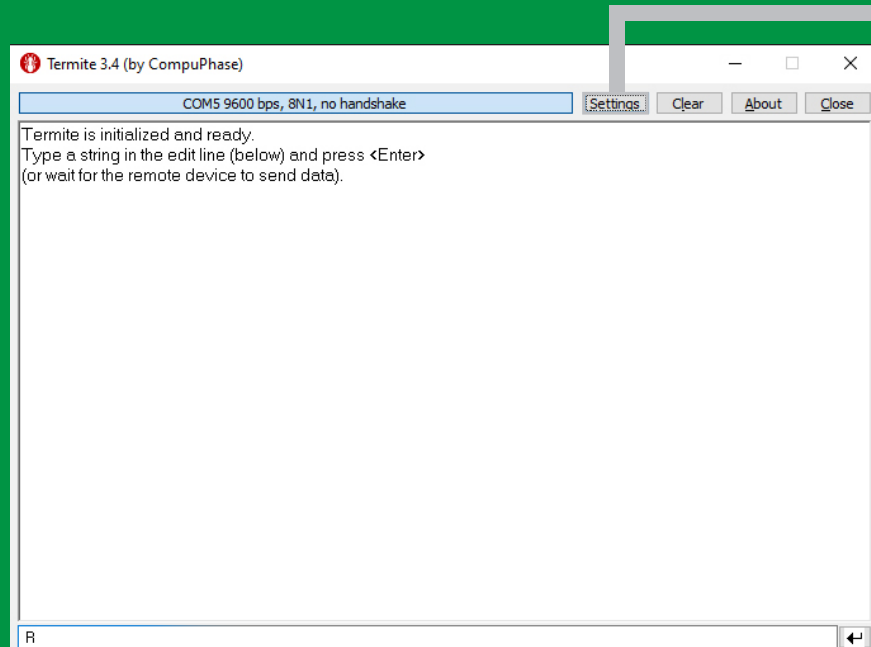 Termite 3.4 (by CompuPhase)
COM5 9600 bps, 8N1, no handshake
Settings
Clear
About
Close
Termite is initialized and ready.
Type a string in the edit line (below) and press <Enter>
(or wait for the remote device to send data).
R